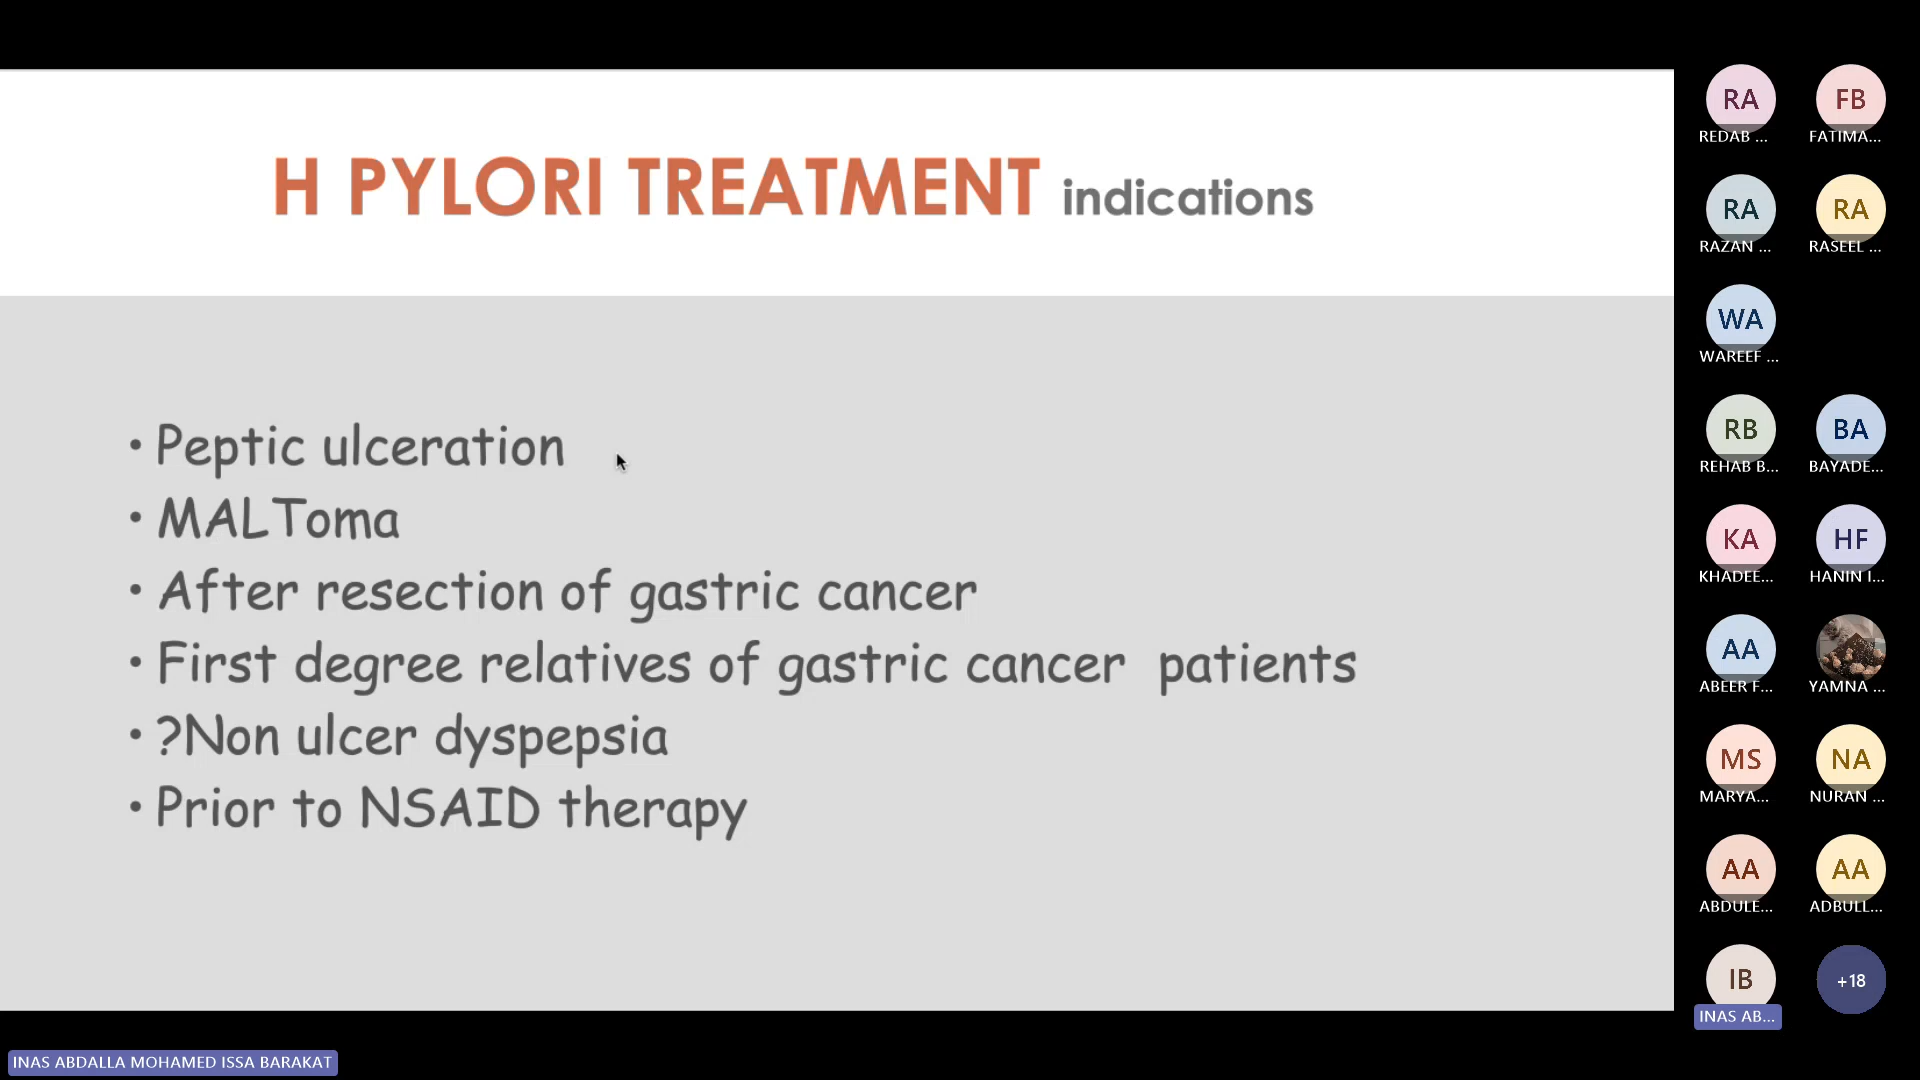 H PYLORI TREATMENT indications
• Peptic ulceration
• MALToma
• After resection of gastric cancer
• First degree relatives of gastric cancer patients
• ?Non ulcer dyspepsia
• Prior to NSAID therapy
RA FB
REDAB ... FATIMA...
RA RA
RAZAN ... RASEEL ...
WA
WAREEF ...
RB BA
REHAB B... BAYADE...
KA HF
KHADEE... HANIN I...
AA
ABEER F... YAMNA ...
MS NA
MARYA... NURAN ...
AA AA
ABDULE... ADBULL...
IB +18
INAS AB...
INAS ABDALLA MOHAMED ISSA BARAKAT